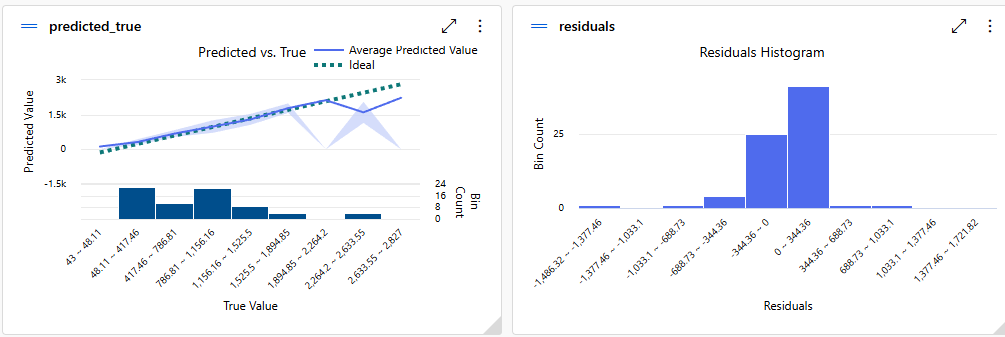 predicted_true
Predicted vs. True
Average Predicted Value
Ideal
Predicted Value
3k
1.5k
0
-1.5k
24
16
8
0
Bin
Count
43 ~ 48.11
48.11 ~ 417.46
417.46 ~ 786.81
786.81 ~ 1,156.16
1,156.16 ~ 1,525.5
1,525.5 ~ 1,894.85
1,894.85 ~ 2,264.2
2,264.2 ~ 2,633.55
2,633.55 ~ 2,827
True Value
residuals
Residuals Histogram
Bin Count
25
0
-1,486.32 ~ -1,377.46
-1,377.46 ~ -1,033.1
-1,033.1 ~ -688.73
-688.73 ~ -344.36
-344.36 ~ 0
0 ~ 344.36
344.36 ~ 688.73
688.73 ~ 1,033.1
1,033.1 ~ 1,377.46
1,377.46 ~ 1,721.82
Residuals